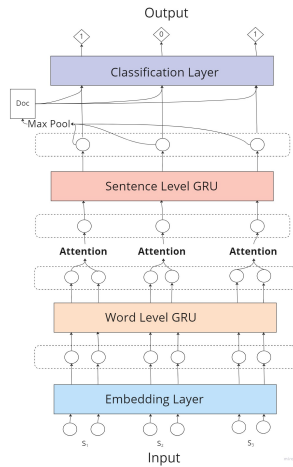 Output
1
0
1
Classification Layer
Doc
Max Pool
Sentence Level GRU
Attention
Attention
Attention
Word Level GRU
Embedding Layer
S₁
S₂
S₃
Input